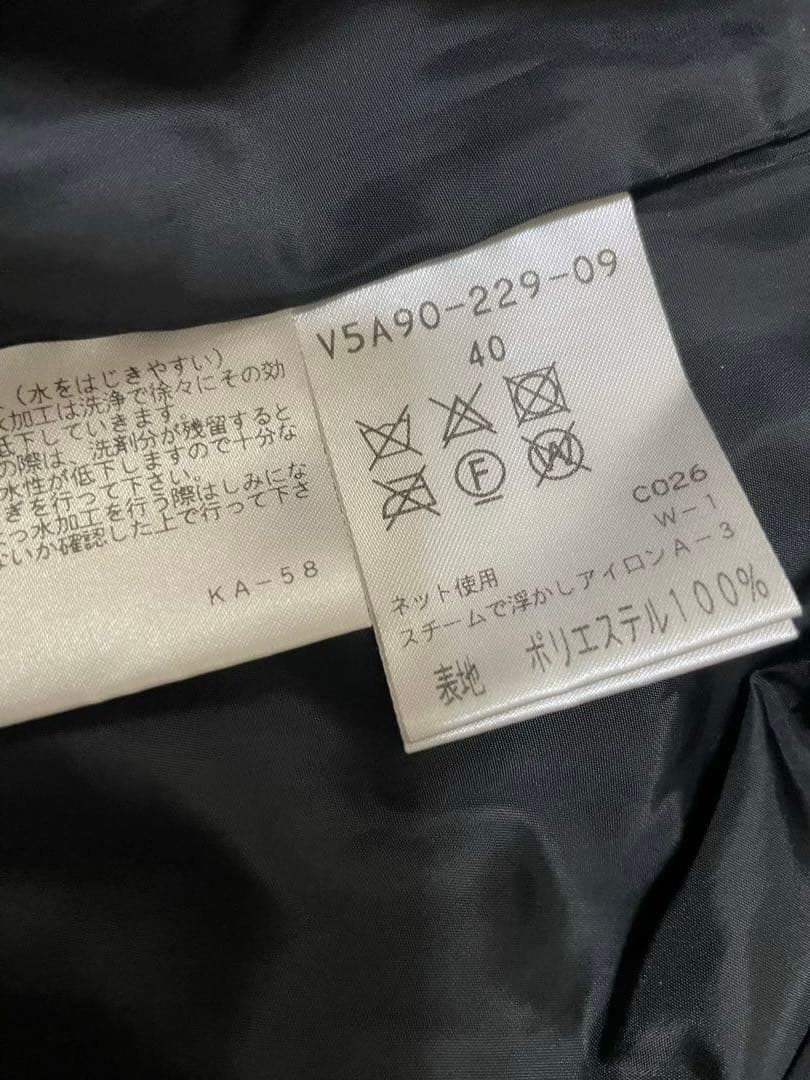 (水をはじきやすい)
水加工は洗浄で徐々にその効
低下していきます。
の際は、洗剤分が残留すると
水性が低下しますので十分な
ぎを行って下さい。
っ水加工を行う際はしみにな
ないか確認した上で行って下さ
KA-58
V5A90-229-09
40
F
W
C026
W-1
ネット使用
スチームで浮かしアイロンA-3
表地 ポリエステル100%